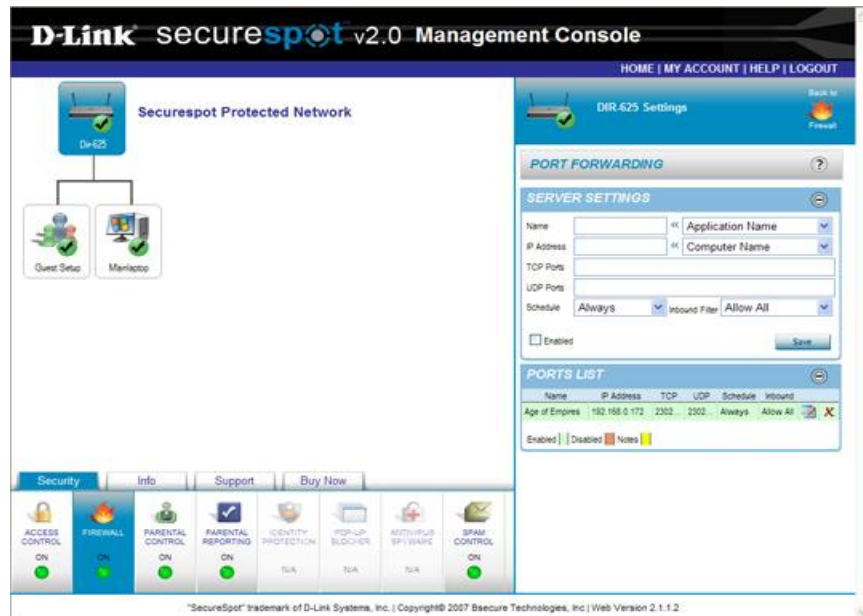 D-Link securespot v2.0 Management Console
HOME | MY ACCOUNT | HELP | LOGOUT
Dir-625
Securespot Protected Network
Guest Setup
Mainlaptop
DIR-625 Settings
Back to
Firewall
PORT FORWARDING
?
SERVER SETTINGS
Name << Application Name
IP Address << Computer Name
TCP Ports
UDP Ports
Schedule Always Inbound Filter Allow All
Enabled Save
PORTS LIST
Name IP Address TCP UDP Schedule Inbound
Age of Empires 192.168.0.172 2302... 2302... Always Allow All X
Enabled Disabled Notes
Security Info Support Buy Now
ACCESS CONTROL
ON
FIREWALL
ON
PARENTAL CONTROL
ON
PARENTAL REPORTING
ON
IDENTITY PROTECTION
N/A
POP-UP BLOCKER
N/A
ANTIVIRUS SPYWARE
N/A
SPAM CONTROL
ON
"SecureSpot" trademark of D-Link Systems, Inc. | Copyright© 2007 Bsecure Technologies, Inc | Web Version 2.1.1.2